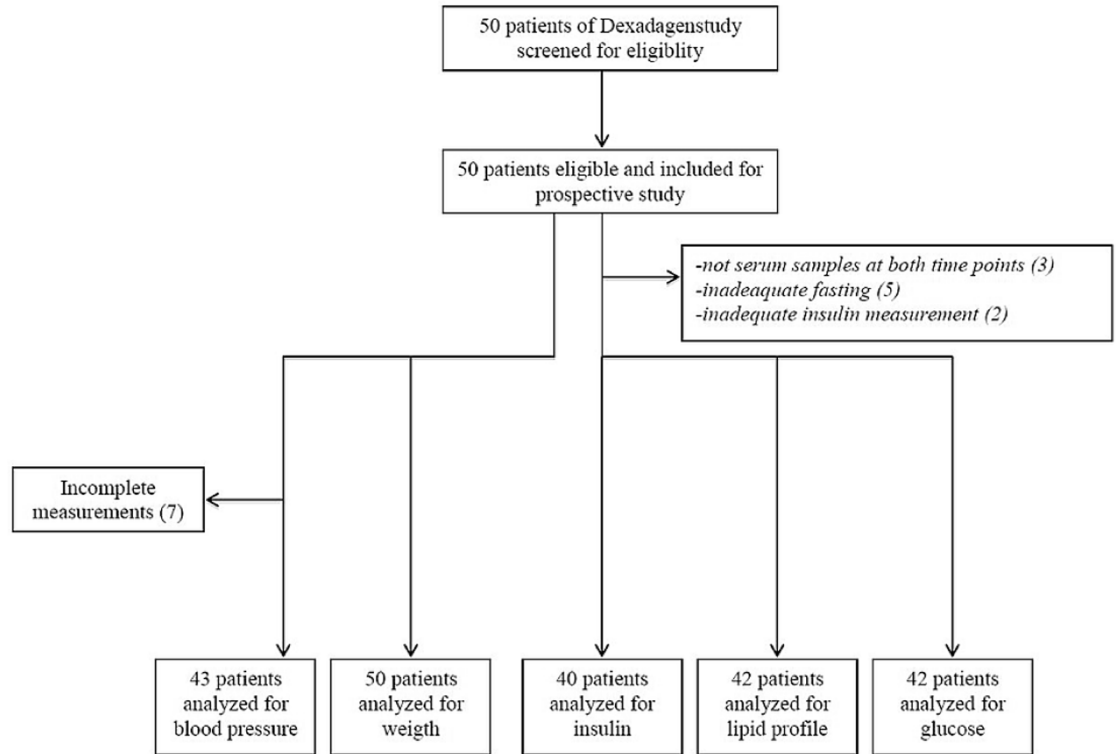 50 patients of Dexadagenstudy
screened for eligiblity
50 patients eligible and included for
prospective study
-not serum samples at both time points (3)
-inadeaquate fasting (5)
-inadequate insulin measurement (2)
Incomplete
measurements (7)
43 patients
analyzed for
blood pressure
50 patients
analyzed for
weigth
40 patients
analyzed for
insulin
42 patients
analyzed for
lipid profile
42 patients
analyzed for
glucose